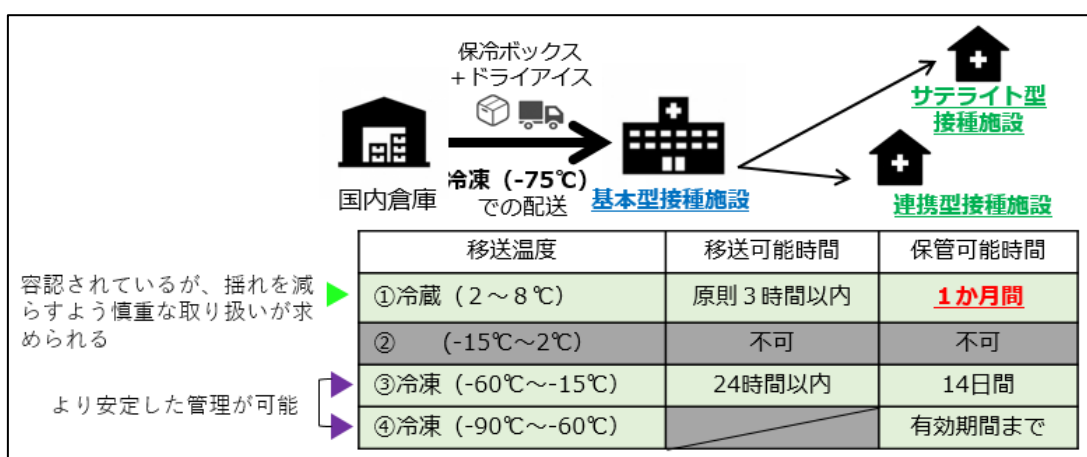 保冷ボックス
＋ドライアイス
冷凍（-75℃）
での配送
国内倉庫
基本型接種施設
サテライト型
接種施設
連携型接種施設
移送温度 移送可能時間 保管可能時間
容認されているが、揺れを減
らすよう慎重な取り扱いが求
められる
①冷蔵（２～８℃） 原則３時間以内 １か月間
② (-15℃～2℃) 不可 不可
より安定した管理が可能
③冷凍（-60℃～-15℃） 24時間以内 14日間
④冷凍（-90℃～-60℃） 有効期間まで